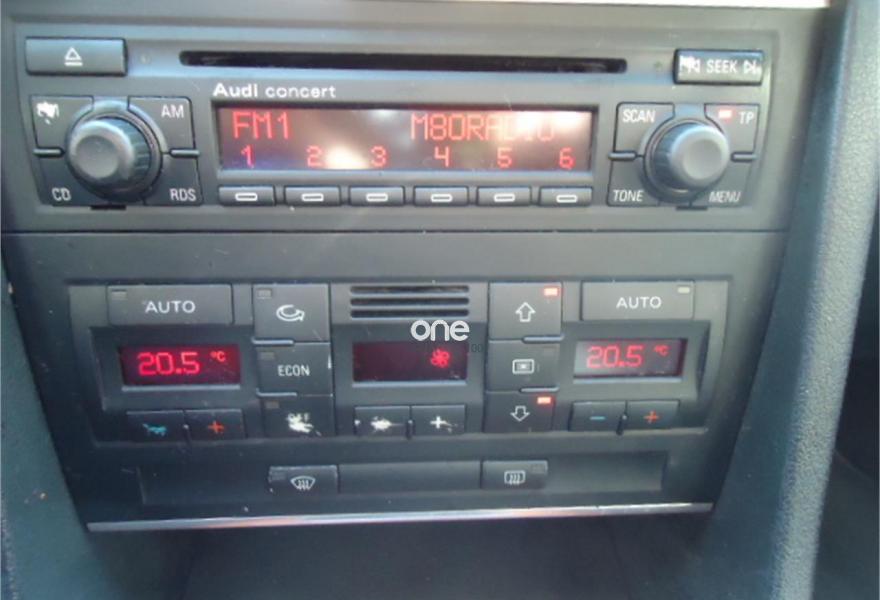 SEEK
Audi concert
AM
CD
RDS
FM1 M80RADIO
1 2 3 4 5 6
SCAN
TP
TONE
MENU
AUTO
AUTO
20.5 °C
ECON
OFF
20.5 °C
one